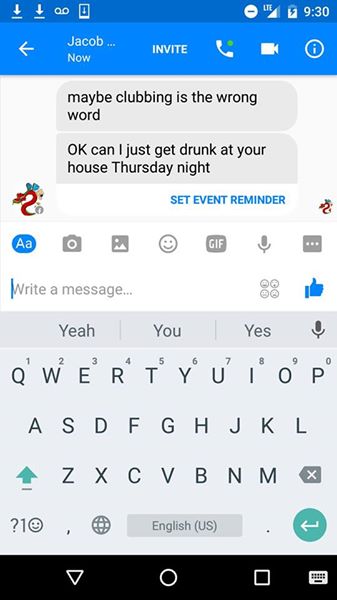 LTE 9:30
Jacob ...
Now
INVITE
maybe clubbing is the wrong
word
OK can I just get drunk at your
house Thursday night
SET EVENT REMINDER
Aa
GIF
Write a message...
Yeah You Yes
1 2 3 4 5 6 7 8 9 0
Q W E R T Y U I O P
A S D F G H J K L
Z X C V B N M
?1☺ , English (US) .